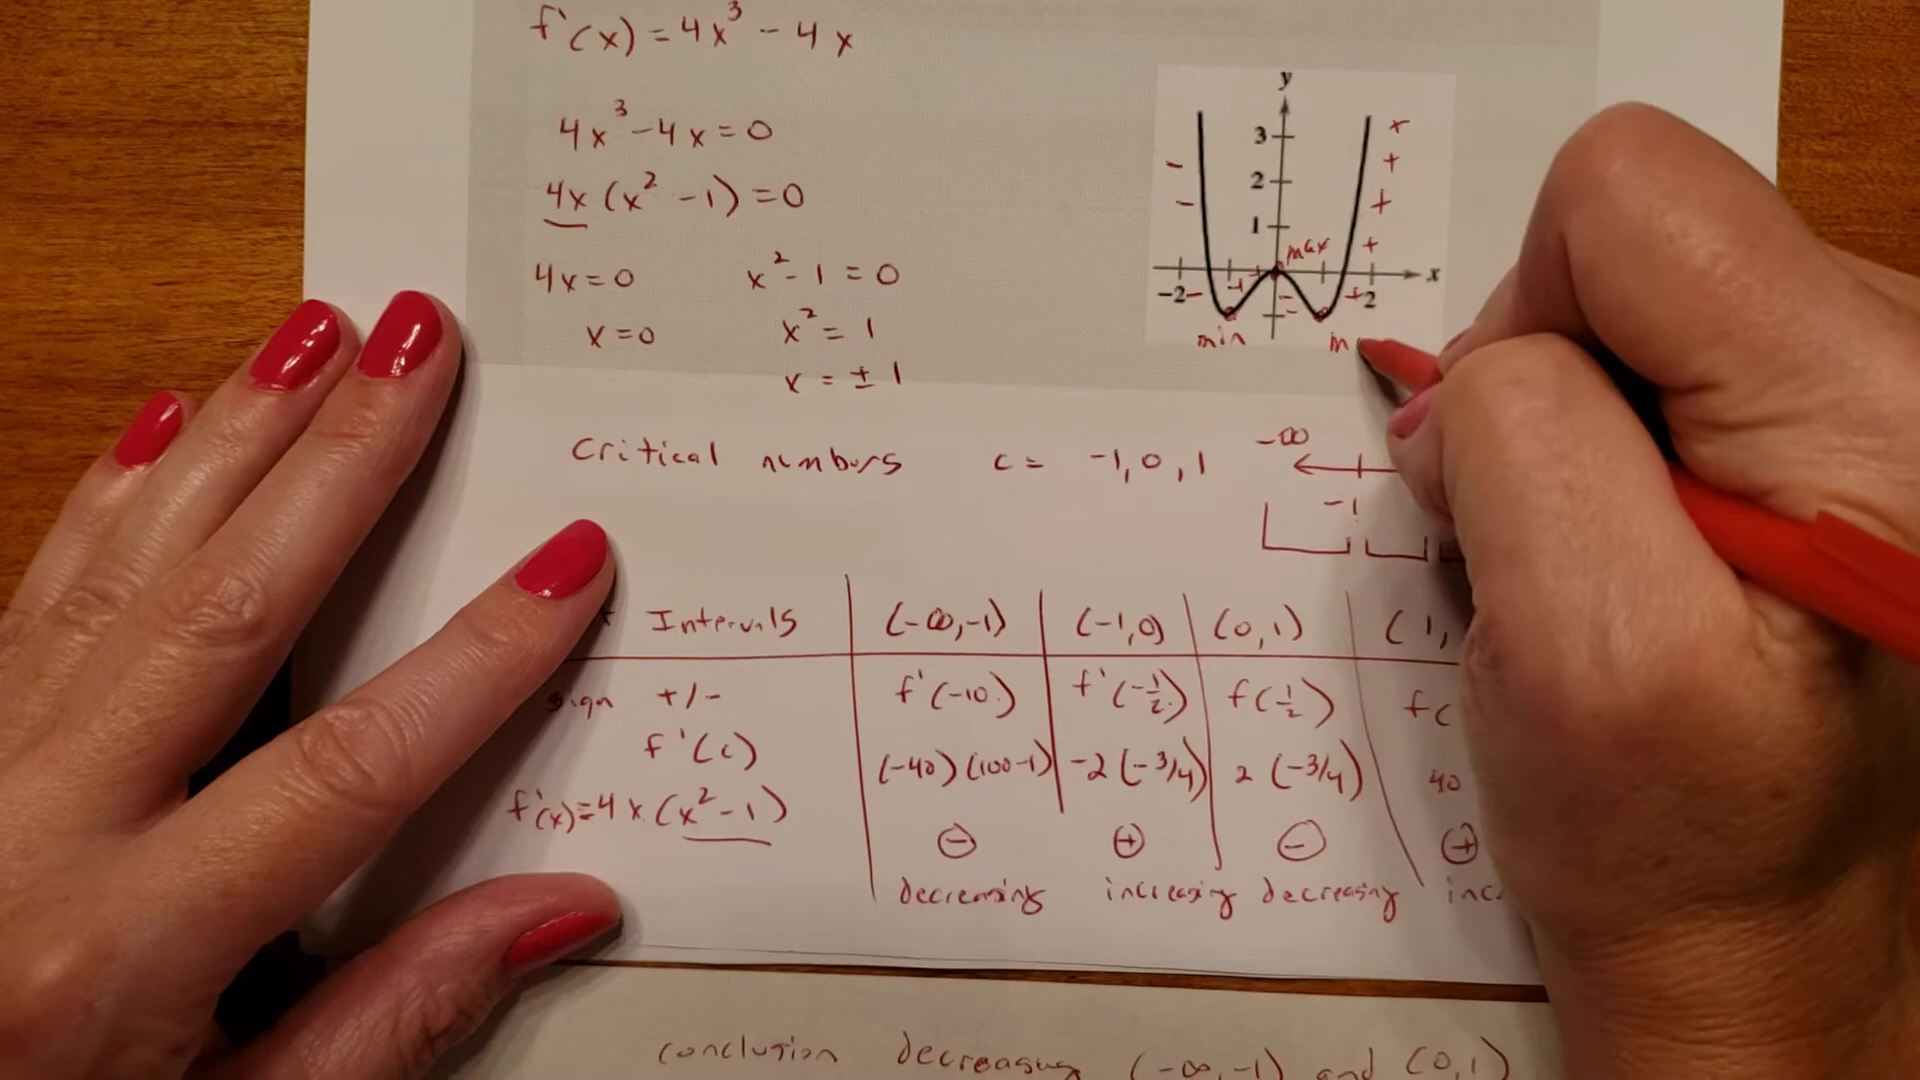 f'(x) = 4x³ - 4x
4x³ - 4x = 0
4x (x² - 1) = 0
4x = 0
x = 0
x² - 1 = 0
x² = 1
x = ± 1
y
3
2
1
max
x
-2
2
-1
min
m
Critical numbers c = -1, 0, 1
-∞
-1
Intervals (-∞, -1) (-1, 0) (0, 1) (1,
sign +/- f'(-10) f'(-1/2) f(1/2) f(
f'(c) (-40)(100-1) -2(-3/4) 2(-3/4) 40
f'(x) = 4x(x² - 1)
- + - +
decreasing increasing decreasing inc
conclusion decreasing (-∞, -1) and (0, 1)